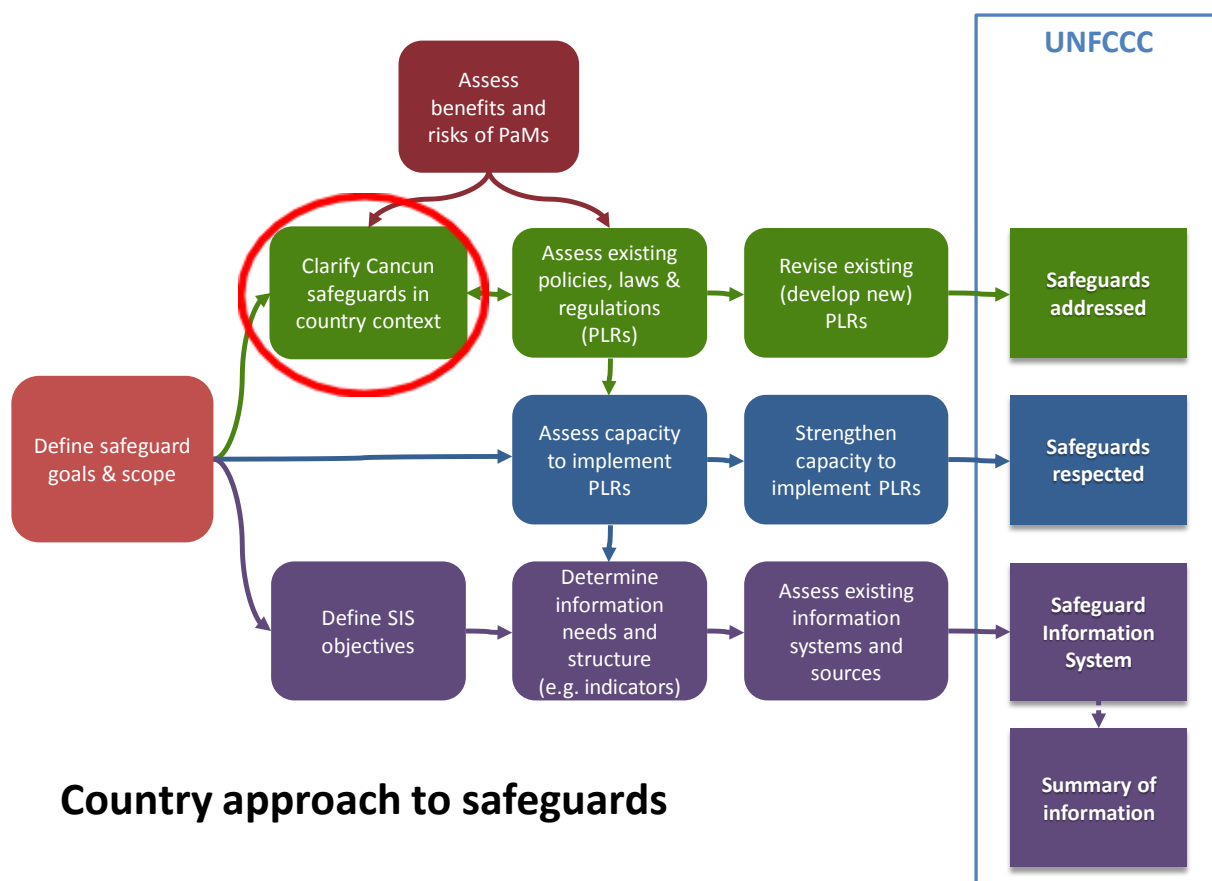 UNFCCC
Assess
benefits and
risks of PaMs
Clarify Cancun
safeguards in
country context
Assess existing
policies, laws &
regulations
(PLRs)
Revise existing
(develop new)
PLRs
Safeguards
addressed
Define safeguard
goals & scope
Assess capacity
to implement
PLRs
Strengthen
capacity to
implement PLRs
Safeguards
respected
Define SIS
objectives
Determine
information
needs and
structure
(e.g. indicators)
Assess existing
information
systems and
sources
Safeguard
Information
System
Summary of
information
Country approach to safeguards